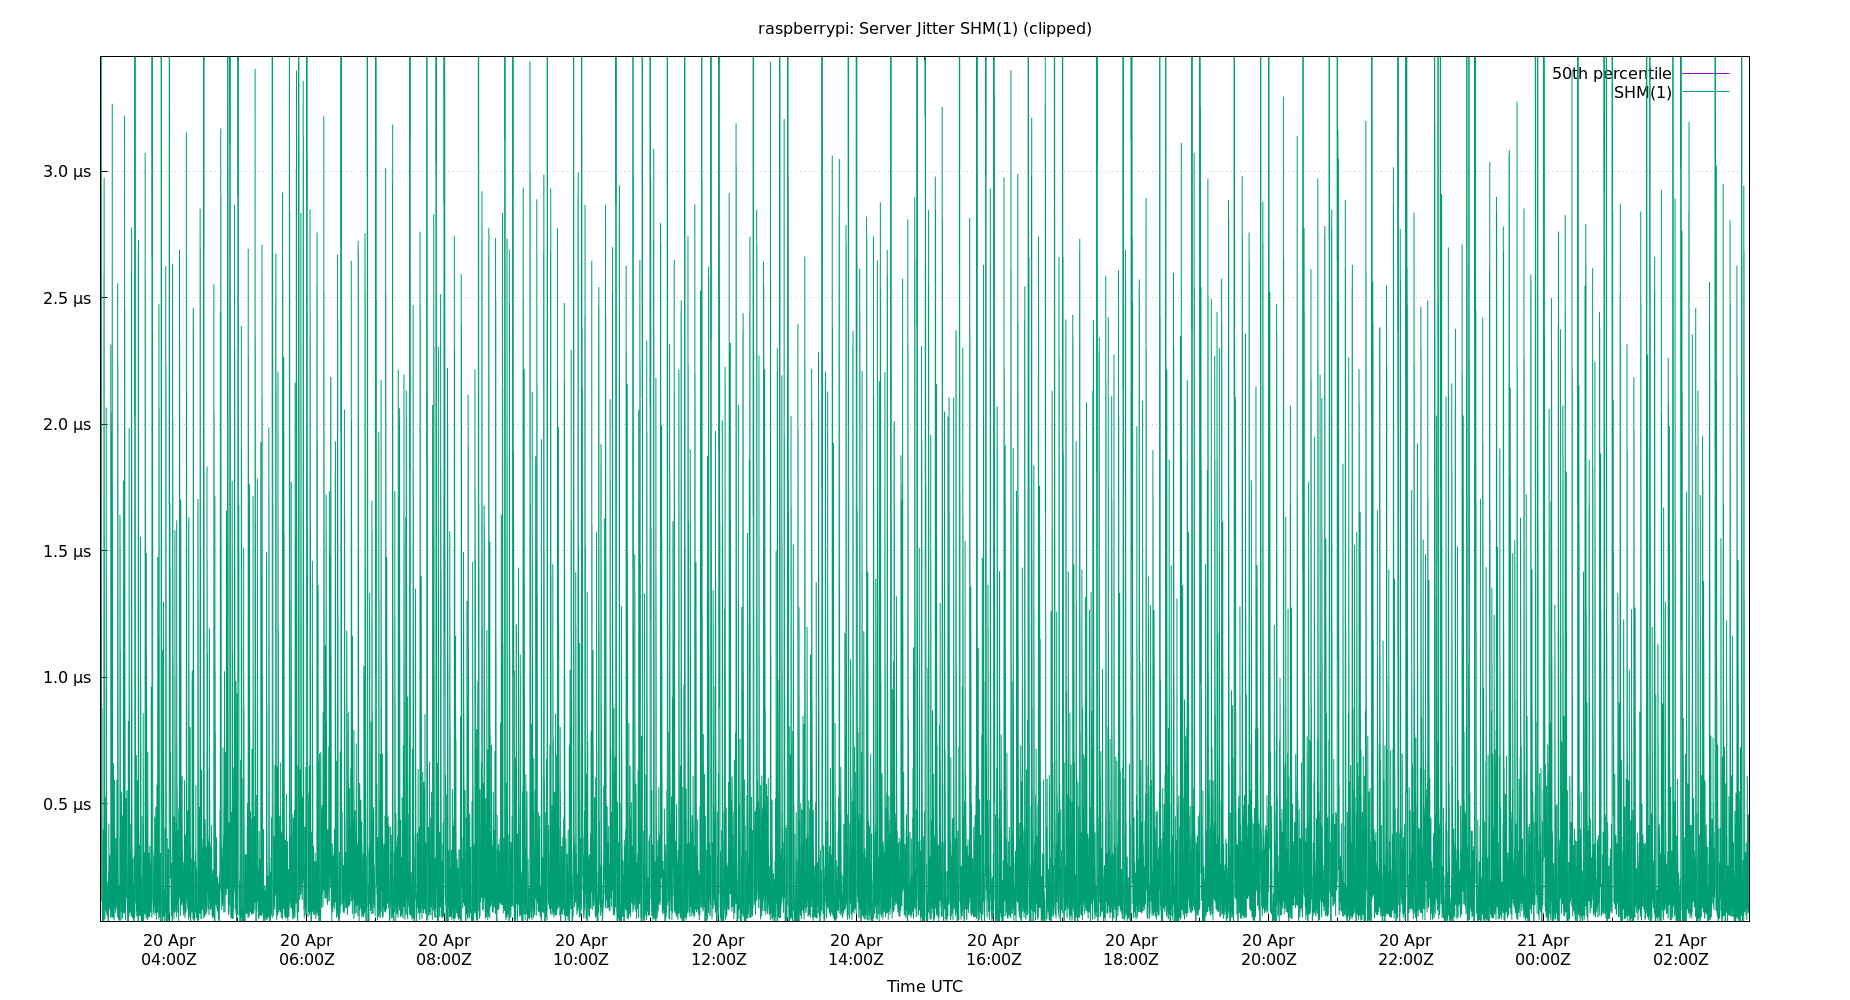 raspberrypi: Server Jitter SHM(1) (clipped)
50th percentile
SHM(1)
3.0 µs
2.5 µs
2.0 µs
1.5 µs
1.0 µs
0.5 µs
20 Apr 20 Apr 20 Apr 20 Apr 20 Apr 20 Apr 20 Apr 20 Apr 20 Apr 20 Apr 21 Apr 21 Apr
04:00Z 06:00Z 08:00Z 10:00Z 12:00Z 14:00Z 16:00Z 18:00Z 20:00Z 22:00Z 00:00Z 02:00Z
Time UTC